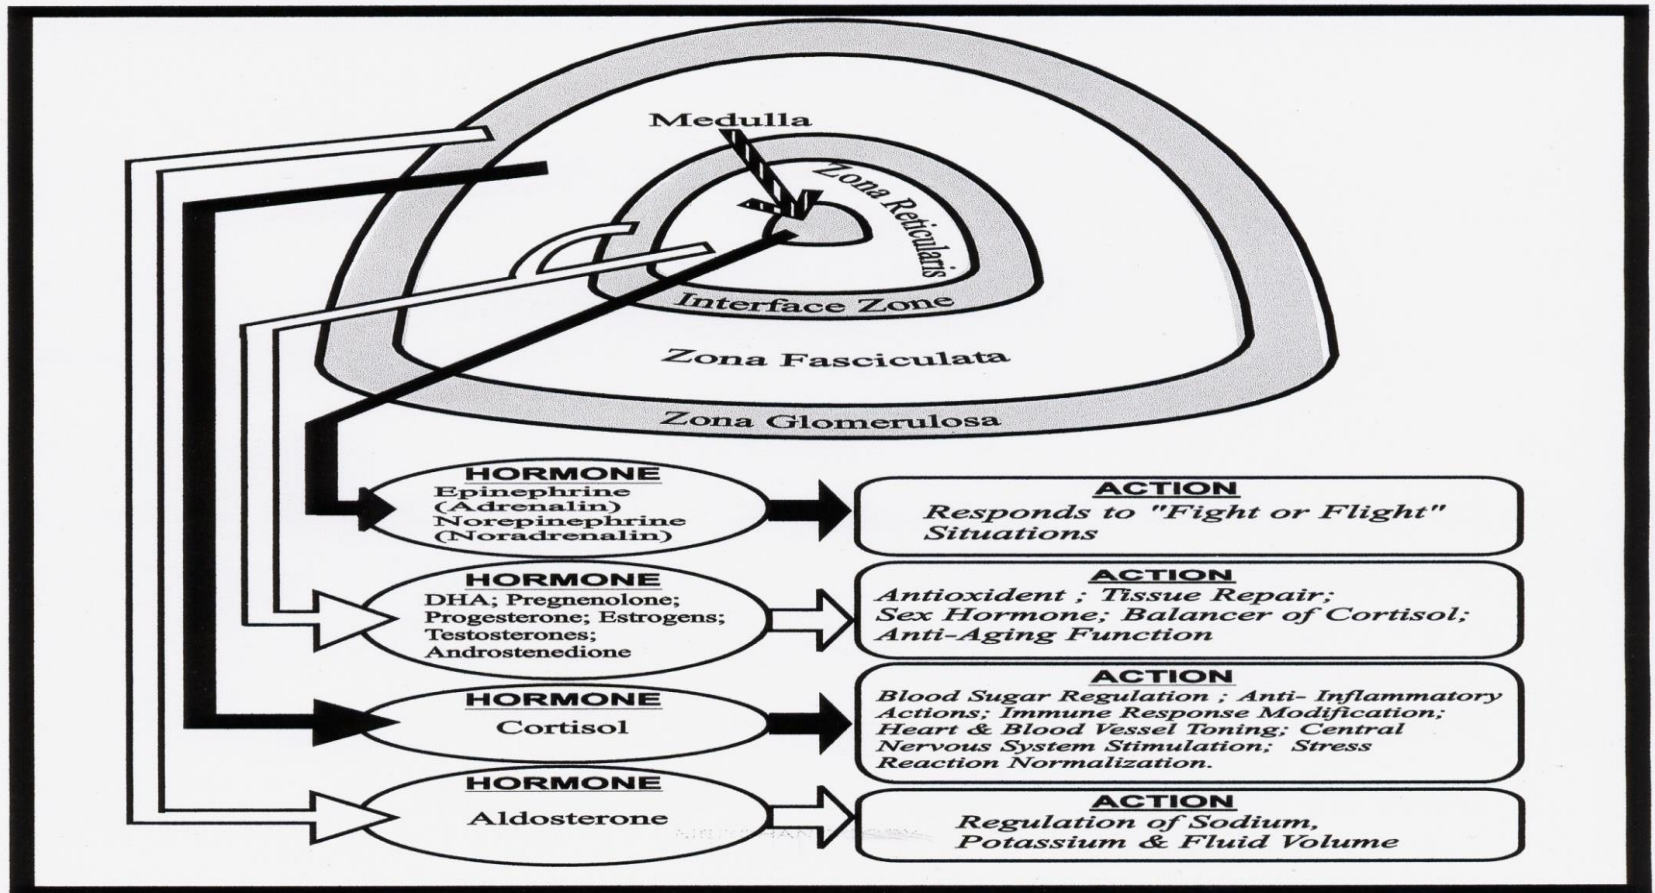 Medulla
Zona Reticularis
Interface Zone
Zona Fasciculata
Zona Glomerulosa
HORMONE
Epinephrine
(Adrenalin)
Norepinephrine
(Noradrenalin)
ACTION
Responds to "Fight or Flight"
Situations
HORMONE
DHA; Pregnenolone;
Progesterone; Estrogens;
Testosterones;
Androstenedione
ACTION
Antioxident ; Tissue Repair;
Sex Hormone; Balancer of Cortisol;
Anti-Aging Function
HORMONE
Cortisol
ACTION
Blood Sugar Regulation ; Anti- Inflammatory
Actions; Immune Response Modification;
Heart & Blood Vessel Toning; Central
Nervous System Stimulation; Stress
Reaction Normalization.
HORMONE
Aldosterone
ACTION
Regulation of Sodium,
Potassium & Fluid Volume